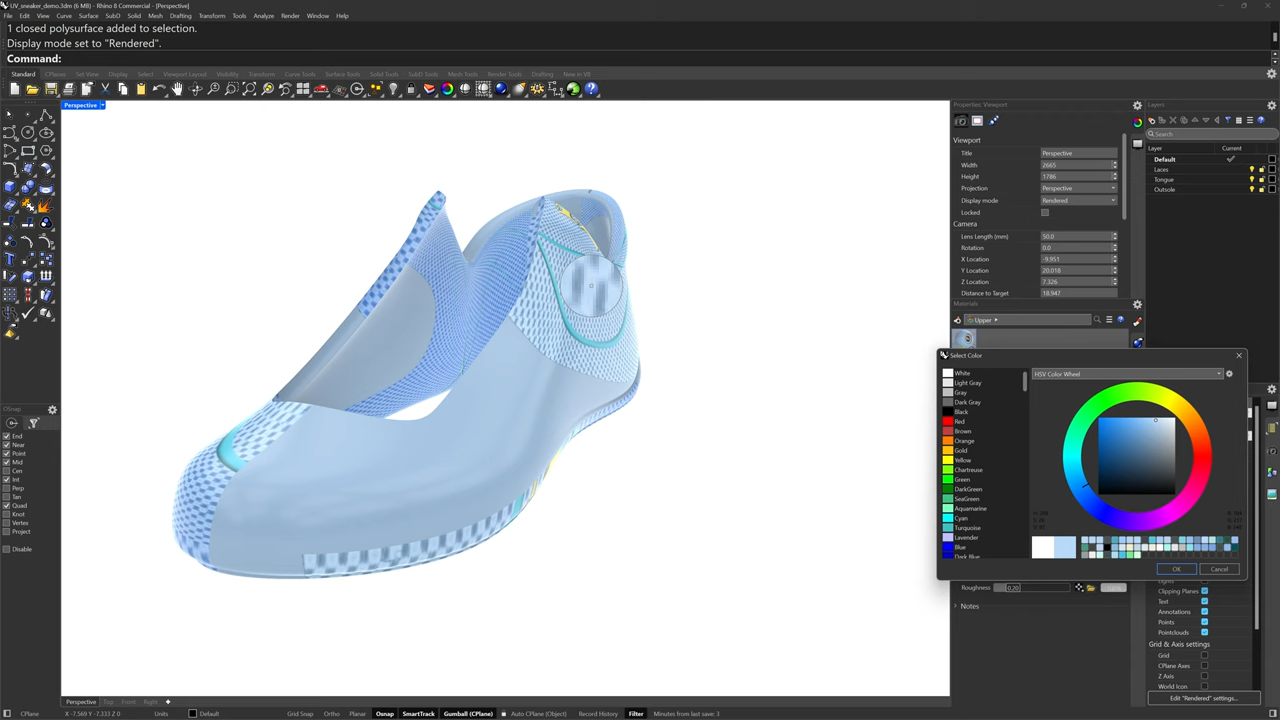 UV_sneaker_demo.3dm (6 MB) - Rhino 8 Commercial - [Perspective]
File Edit View Curve Surface SubD Solid Mesh Drafting Transform Tools Analyze Render Window Help
1 closed polysurface added to selection.
Display mode set to "Rendered".
Command:
Standard CPlanes Set View Display Select Viewport Layout Visibility Transform Curve Tools Surface Tools Solid Tools SubD Tools Mesh Tools Render Tools Drafting New in V8
Perspective
Properties: Viewport
Viewport
Title Perspective
Width 2665
Height 1786
Projection Perspective
Display mode Rendered
Locked
Camera
Lens Length (mm) 50.0
Rotation 0.0
X Location -9.951
Y Location 20.018
Z Location 7.326
Distance to Target 18.947
Materials
Upper
Layers
Search
Layer Current
Default
Laces
Tongue
Outsole
Select Color
HSV Color Wheel
White
Light Gray
Gray
Dark Gray
Black
Red
Brown
Orange
Gold
Yellow
Chartreuse
Green
DarkGreen
SeaGreen
Aquamarine
Cyan
Turquoise
Lavender
Blue
Dark Blue
OK Cancel
Roughness 0.20
Notes
Clipping Planes
Text
Annotations
Points
Pointclouds
Grid & Axis settings
Grid
CPlane Axes
Z Axis
World Icon
Edit "Rendered" settings...
OSnap
End
Near
Point
Mid
Cen
Int
Perp
Tan
Quad
Knot
Vertex
Project
Disable
Perspective Top Front Right
CPlane X -7.569 Y -7.333 Z 0 Units Default Grid Snap Ortho Planar Osnap SmartTrack Gumball (CPlane) Auto CPlane (Object) Record History Filter Minutes from last save: 3